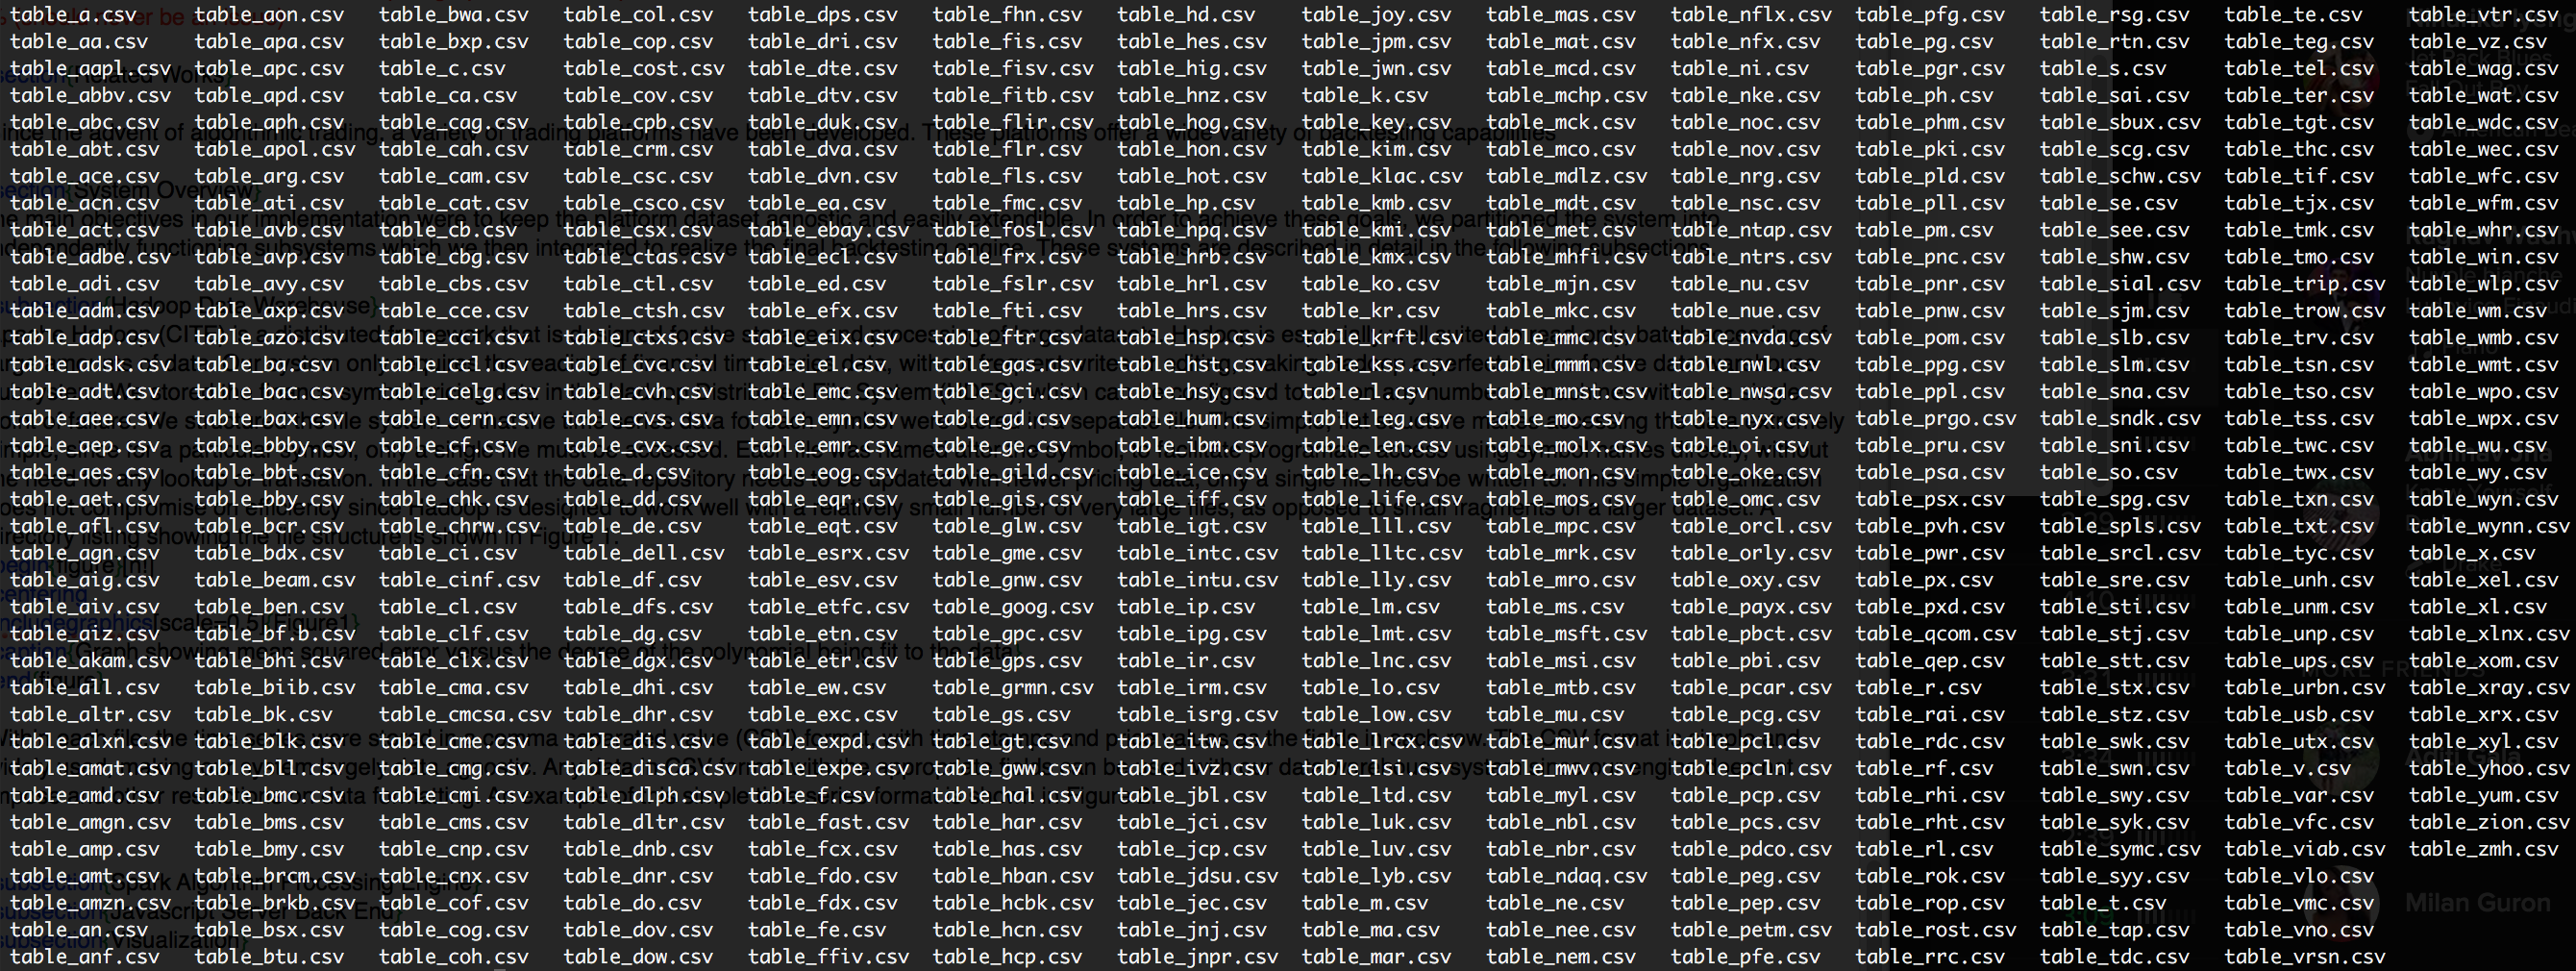 table_a.csv table_aon.csv table_bwa.csv table_col.csv table_dps.csv table_fhn.csv table_hd.csv table_joy.csv table_mas.csv table_nflx.csv table_pfg.csv table_rsg.csv table_te.csv table_vtr.csv
table_aa.csv table_apa.csv table_bxp.csv table_cop.csv table_dri.csv table_fis.csv table_hes.csv table_jpm.csv table_mat.csv table_nfx.csv table_pg.csv table_rtn.csv table_teg.csv table_vz.csv
table_aapl.csv table_apc.csv table_c.csv table_cost.csv table_dte.csv table_fisv.csv table_hig.csv table_jwn.csv table_mcd.csv table_ni.csv table_pgr.csv table_s.csv table_tel.csv table_wag.csv
table_abbv.csv table_apd.csv table_ca.csv table_cov.csv table_dtv.csv table_fitb.csv table_hnz.csv table_k.csv table_mchp.csv table_nke.csv table_ph.csv table_sai.csv table_ter.csv table_wat.csv
table_abc.csv table_aph.csv table_cag.csv table_cpb.csv table_duk.csv table_flir.csv table_hog.csv table_key.csv table_mck.csv table_noc.csv table_phm.csv table_sbux.csv table_tgt.csv table_wdc.csv
table_abt.csv table_apol.csv table_cah.csv table_crm.csv table_dva.csv table_flr.csv table_hon.csv table_kim.csv table_mco.csv table_nov.csv table_pki.csv table_scg.csv table_thc.csv table_wec.csv
table_ace.csv table_arg.csv table_cam.csv table_csc.csv table_dvn.csv table_fls.csv table_hot.csv table_klac.csv table_mdlz.csv table_nrg.csv table_pld.csv table_schw.csv table_tif.csv table_wfc.csv
table_acn.csv table_ati.csv table_cat.csv table_csco.csv table_ea.csv table_fmc.csv table_hp.csv table_kmb.csv table_mdt.csv table_nsc.csv table_pll.csv table_se.csv table_tjx.csv table_wfm.csv
table_act.csv table_avb.csv table_cb.csv table_csx.csv table_ebay.csv table_fosl.csv table_hpq.csv table_kmi.csv table_met.csv table_ntap.csv table_pm.csv table_see.csv table_tmk.csv table_whr.csv
table_adbe.csv table_avp.csv table_cbg.csv table_ctas.csv table_ecl.csv table_frx.csv table_hrb.csv table_kmx.csv table_mhfi.csv table_ntrs.csv table_pnc.csv table_shw.csv table_tmo.csv table_win.csv
table_adi.csv table_avy.csv table_cbs.csv table_ctl.csv table_ed.csv table_fslr.csv table_hrl.csv table_ko.csv table_mjn.csv table_nu.csv table_pnr.csv table_sial.csv table_trip.csv table_wlp.csv
table_adm.csv table_axp.csv table_cce.csv table_ctsh.csv table_efx.csv table_fti.csv table_hrs.csv table_kr.csv table_mkc.csv table_nue.csv table_pnw.csv table_sjm.csv table_trow.csv table_wm.csv
table_adp.csv table_azo.csv table_cci.csv table_ctxs.csv table_eix.csv table_ftr.csv table_hsp.csv table_krft.csv table_mmc.csv table_nvda.csv table_pom.csv table_slb.csv table_trv.csv table_wmb.csv
table_adsk.csv table_ba.csv table_ccl.csv table_cvc.csv table_el.csv table_gas.csv table_hst.csv table_kss.csv table_mmm.csv table_nwl.csv table_ppg.csv table_slm.csv table_tsn.csv table_wmt.csv
table_adt.csv table_bac.csv table_celg.csv table_cvh.csv table_emc.csv table_gci.csv table_hsy.csv table_l.csv table_mnst.csv table_nwsa.csv table_ppl.csv table_sna.csv table_tso.csv table_wpo.csv
table_aee.csv table_bax.csv table_cern.csv table_cvs.csv table_emn.csv table_gd.csv table_hum.csv table_leg.csv table_mo.csv table_nyx.csv table_prgo.csv table_sndk.csv table_tss.csv table_wpx.csv
table_aep.csv table_bbby.csv table_cf.csv table_cvx.csv table_emr.csv table_ge.csv table_ibm.csv table_len.csv table_molx.csv table_oi.csv table_pru.csv table_sni.csv table_twc.csv table_wu.csv
table_aes.csv table_bbt.csv table_cfn.csv table_d.csv table_eog.csv table_gild.csv table_ice.csv table_lh.csv table_mon.csv table_oke.csv table_psa.csv table_so.csv table_twx.csv table_wy.csv
table_aet.csv table_bby.csv table_chk.csv table_dd.csv table_eqr.csv table_gis.csv table_iff.csv table_life.csv table_mos.csv table_omc.csv table_psx.csv table_spg.csv table_txn.csv table_wyn.csv
table_afl.csv table_bcr.csv table_chrw.csv table_de.csv table_eqt.csv table_glw.csv table_igt.csv table_lll.csv table_mpc.csv table_orcl.csv table_pvh.csv table_spls.csv table_txt.csv table_wynn.csv
table_agn.csv table_bdx.csv table_ci.csv table_dell.csv table_esrx.csv table_gme.csv table_intc.csv table_lltc.csv table_mrk.csv table_orly.csv table_pwr.csv table_srcl.csv table_tyc.csv table_x.csv
table_aig.csv table_beam.csv table_cinf.csv table_df.csv table_esv.csv table_gnw.csv table_intu.csv table_lly.csv table_mro.csv table_oxy.csv table_px.csv table_sre.csv table_unh.csv table_xel.csv
table_aiv.csv table_ben.csv table_cl.csv table_dfs.csv table_etfc.csv table_goog.csv table_ip.csv table_lm.csv table_ms.csv table_payx.csv table_pxd.csv table_sti.csv table_unm.csv table_xl.csv
table_aiz.csv table_bf_b.csv table_clf.csv table_dg.csv table_etn.csv table_gpc.csv table_ipg.csv table_lmt.csv table_msft.csv table_pbct.csv table_qcom.csv table_stj.csv table_unp.csv table_xlnx.csv
table_akam.csv table_bhi.csv table_clx.csv table_dgx.csv table_etr.csv table_gps.csv table_ir.csv table_lnc.csv table_msi.csv table_pbi.csv table_qep.csv table_stt.csv table_ups.csv table_xom.csv
table_all.csv table_biib.csv table_cma.csv table_dhi.csv table_ew.csv table_grmn.csv table_irm.csv table_lo.csv table_mtb.csv table_pcar.csv table_r.csv table_stx.csv table_urbn.csv table_xray.csv
table_altr.csv table_bk.csv table_cmcsa.csv table_dhr.csv table_exc.csv table_gs.csv table_isrg.csv table_low.csv table_mu.csv table_pcg.csv table_rai.csv table_stz.csv table_usb.csv table_xrx.csv
table_alxn.csv table_blk.csv table_cme.csv table_dis.csv table_expd.csv table_gt.csv table_itw.csv table_lrcx.csv table_mur.csv table_pcl.csv table_rdc.csv table_swk.csv table_utx.csv table_xyl.csv
table_amat.csv table_bll.csv table_cmg.csv table_disca.csv table_expe.csv table_gww.csv table_ivz.csv table_lsi.csv table_mwv.csv table_pcln.csv table_rf.csv table_swn.csv table_v.csv table_yhoo.csv
table_amd.csv table_bmc.csv table_cmi.csv table_dlph.csv table_f.csv table_hal.csv table_jbl.csv table_ltd.csv table_myl.csv table_pcp.csv table_rhi.csv table_swy.csv table_var.csv table_yum.csv
table_amgn.csv table_bms.csv table_cms.csv table_dltr.csv table_fast.csv table_har.csv table_jci.csv table_luk.csv table_nbl.csv table_pcs.csv table_rht.csv table_syk.csv table_vfc.csv table_zion.csv
table_amp.csv table_bmy.csv table_cnp.csv table_dnb.csv table_fcx.csv table_has.csv table_jcp.csv table_luv.csv table_nbr.csv table_pdco.csv table_rl.csv table_symc.csv table_viab.csv table_zmh.csv
table_amt.csv table_brcm.csv table_cnx.csv table_dnr.csv table_fdo.csv table_hban.csv table_jdsu.csv table_lyb.csv table_ndaq.csv table_peg.csv table_rok.csv table_syy.csv table_vlo.csv
table_amzn.csv table_brkb.csv table_cof.csv table_do.csv table_fdx.csv table_hcbk.csv table_jec.csv table_m.csv table_ne.csv table_pep.csv table_rop.csv table_t.csv table_vmc.csv
table_an.csv table_bsx.csv table_cog.csv table_dov.csv table_fe.csv table_hcn.csv table_jnj.csv table_ma.csv table_nee.csv table_petm.csv table_rost.csv table_tap.csv table_vno.csv
table_anf.csv table_btu.csv table_coh.csv table_dow.csv table_ffiv.csv table_hcp.csv table_jnpr.csv table_mar.csv table_nem.csv table_pfe.csv table_rrc.csv table_tdc.csv table_vrsn.csv